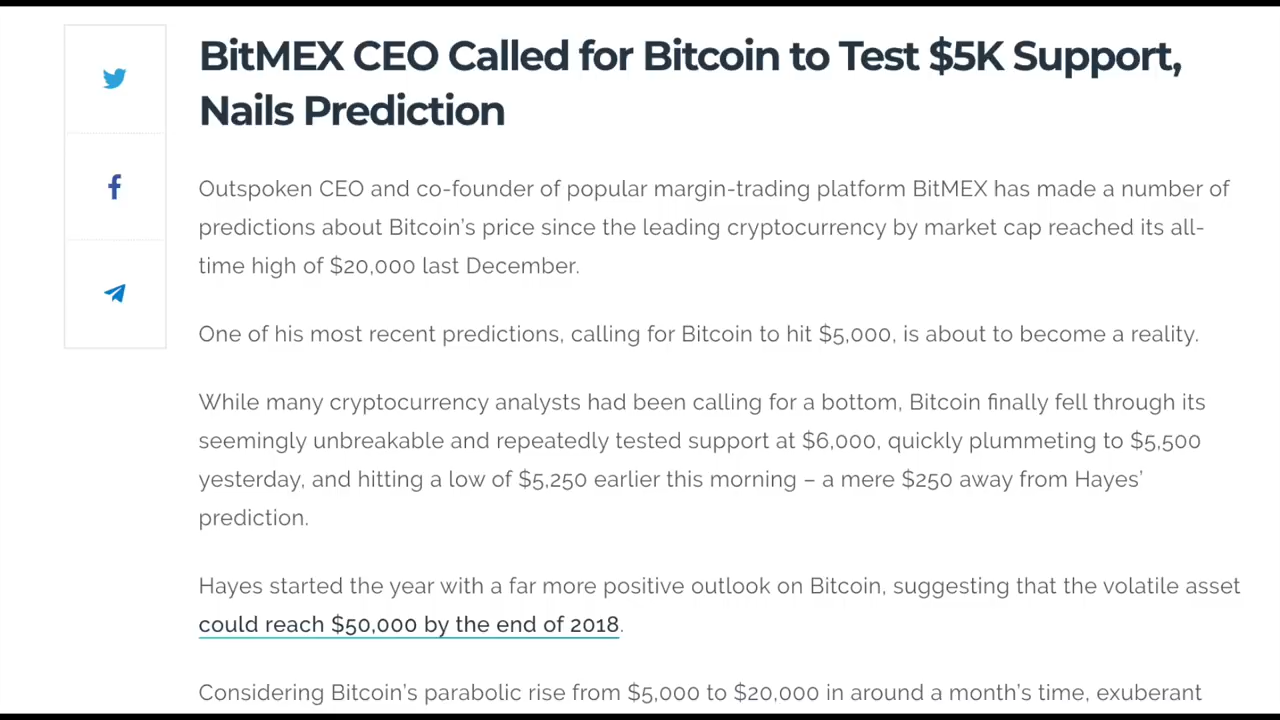 BitMEX CEO Called for Bitcoin to Test $5K Support,
Nails Prediction
Outspoken CEO and co-founder of popular margin-trading platform BitMEX has made a number of
predictions about Bitcoin's price since the leading cryptocurrency by market cap reached its all-
time high of $20,000 last December.
One of his most recent predictions, calling for Bitcoin to hit $5,000, is about to become a reality.
While many cryptocurrency analysts had been calling for a bottom, Bitcoin finally fell through its
seemingly unbreakable and repeatedly tested support at $6,000, quickly plummeting to $5,500
yesterday, and hitting a low of $5,250 earlier this morning – a mere $250 away from Hayes'
prediction.
Hayes started the year with a far more positive outlook on Bitcoin, suggesting that the volatile asset
could reach $50,000 by the end of 2018.
Considering Bitcoin's parabolic rise from $5,000 to $20,000 in around a month's time, exuberant